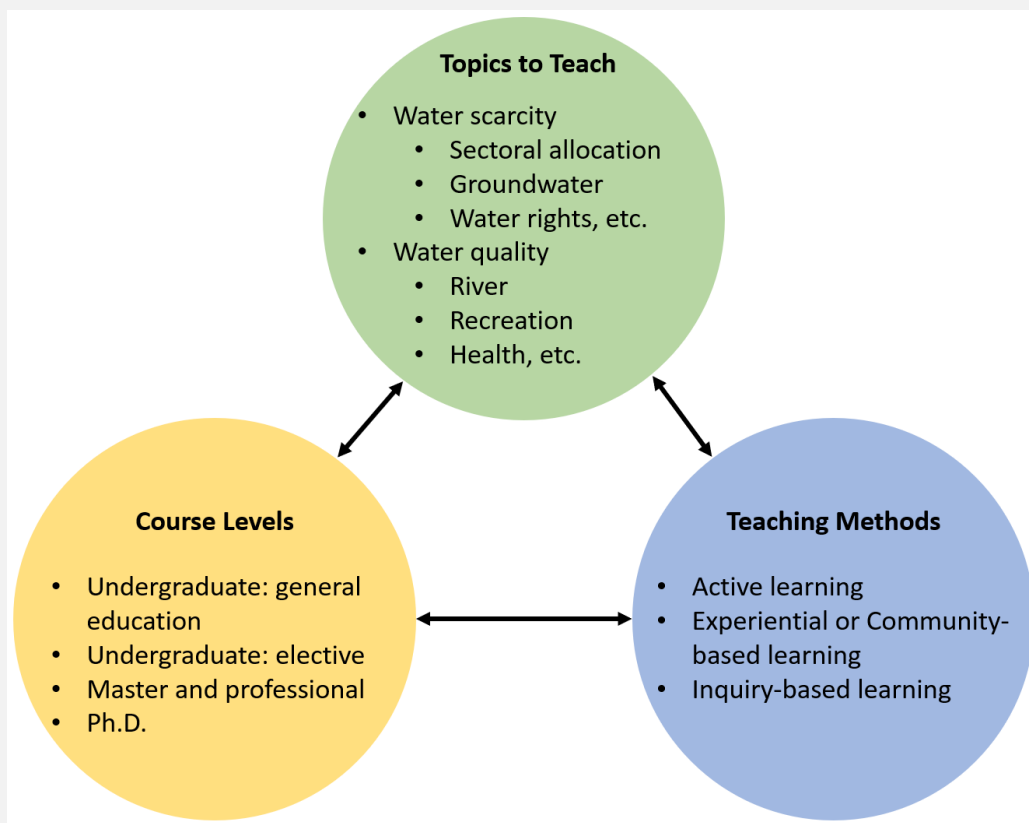 Topics to Teach
• Water scarcity
• Sectoral allocation
• Groundwater
• Water rights, etc.
• Water quality
• River
• Recreation
• Health, etc.
Course Levels
• Undergraduate: general
education
• Undergraduate: elective
• Master and professional
• Ph.D.
Teaching Methods
• Active learning
• Experiential or Community-
based learning
• Inquiry-based learning